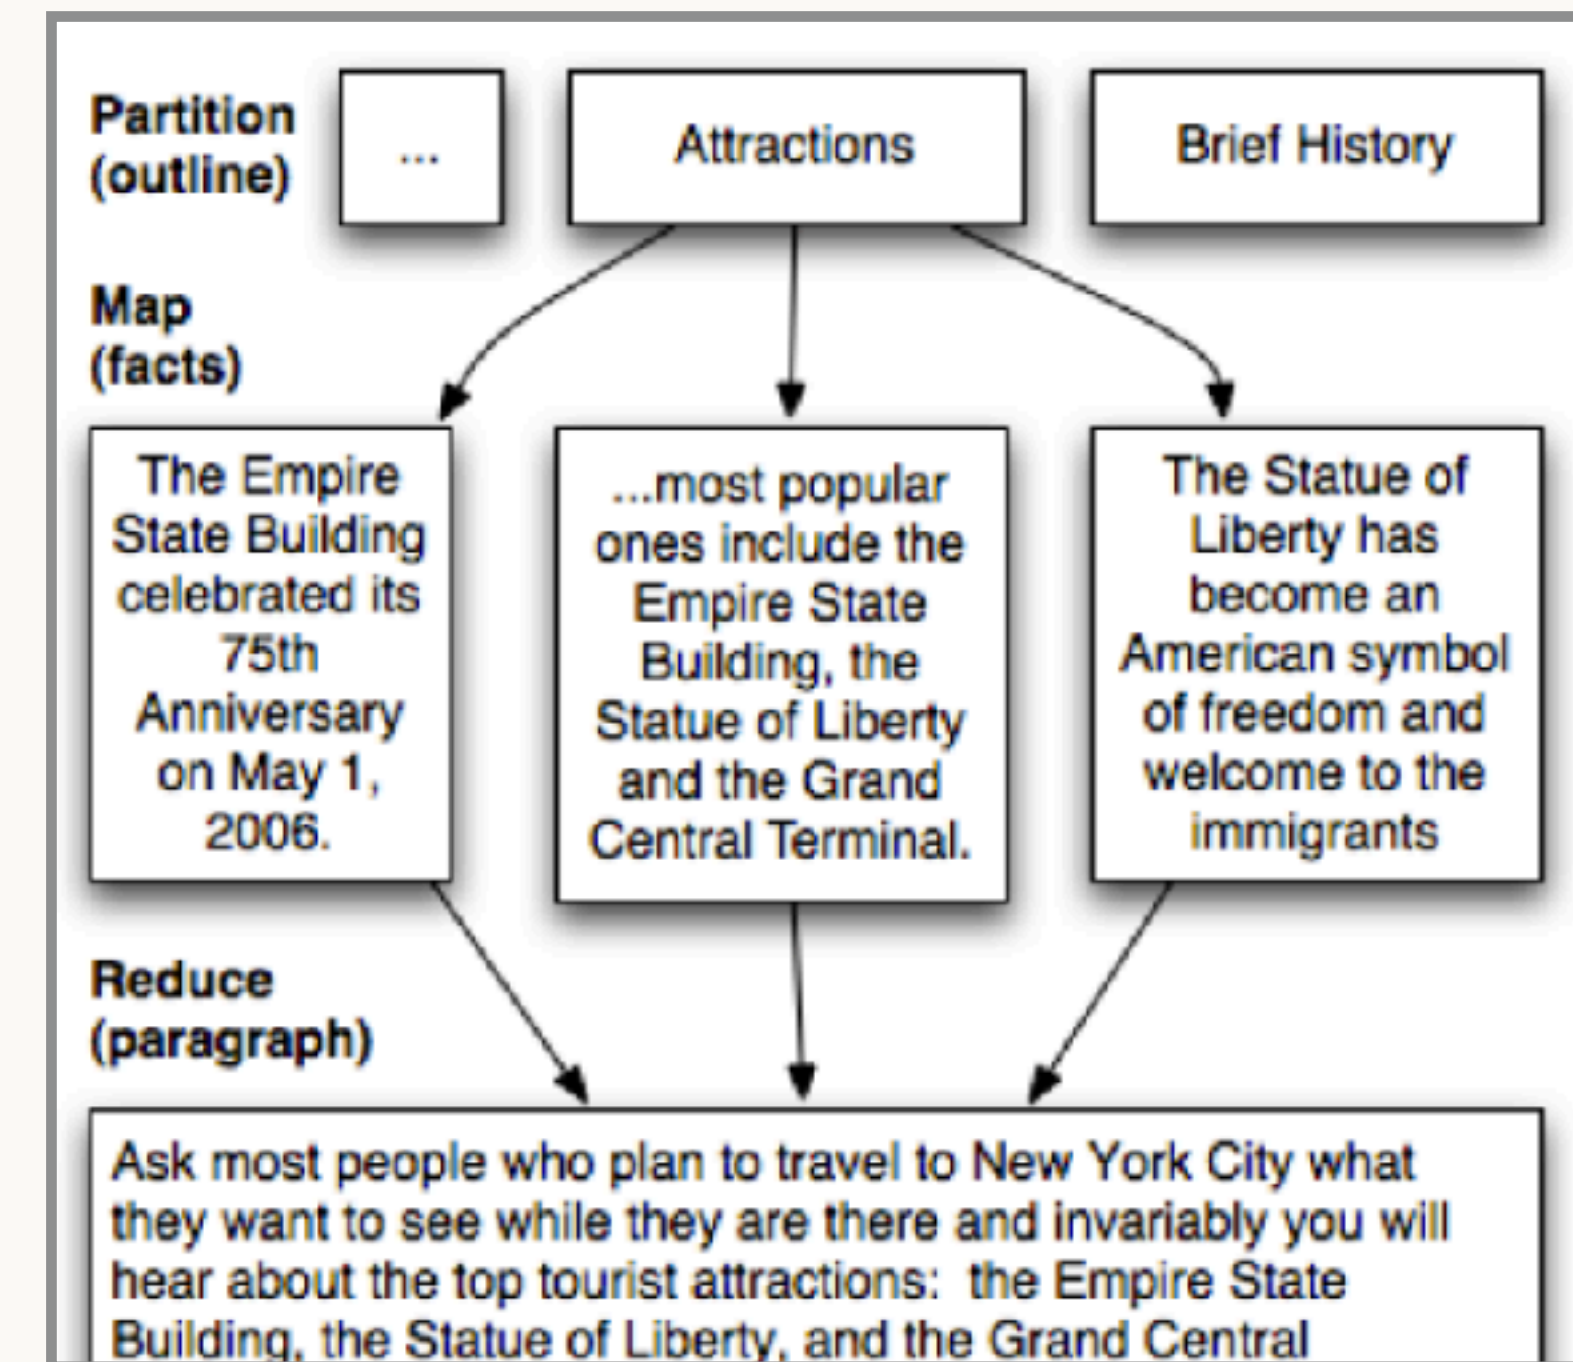 Partition
(outline)
...
Attractions
Brief History
Map
(facts)
The Empire
State Building
celebrated its
75th
Anniversary
on May 1,
2006.
...most popular
ones include the
Empire State
Building, the
Statue of Liberty
and the Grand
Central Terminal.
The Statue of
Liberty has
become an
American symbol
of freedom and
welcome to the
immigrants
Reduce
(paragraph)
Ask most people who plan to travel to New York City what
they want to see while they are there and invariably you will
hear about the top tourist attractions:  the Empire State
Building, the Statue of Liberty, and the Grand Central